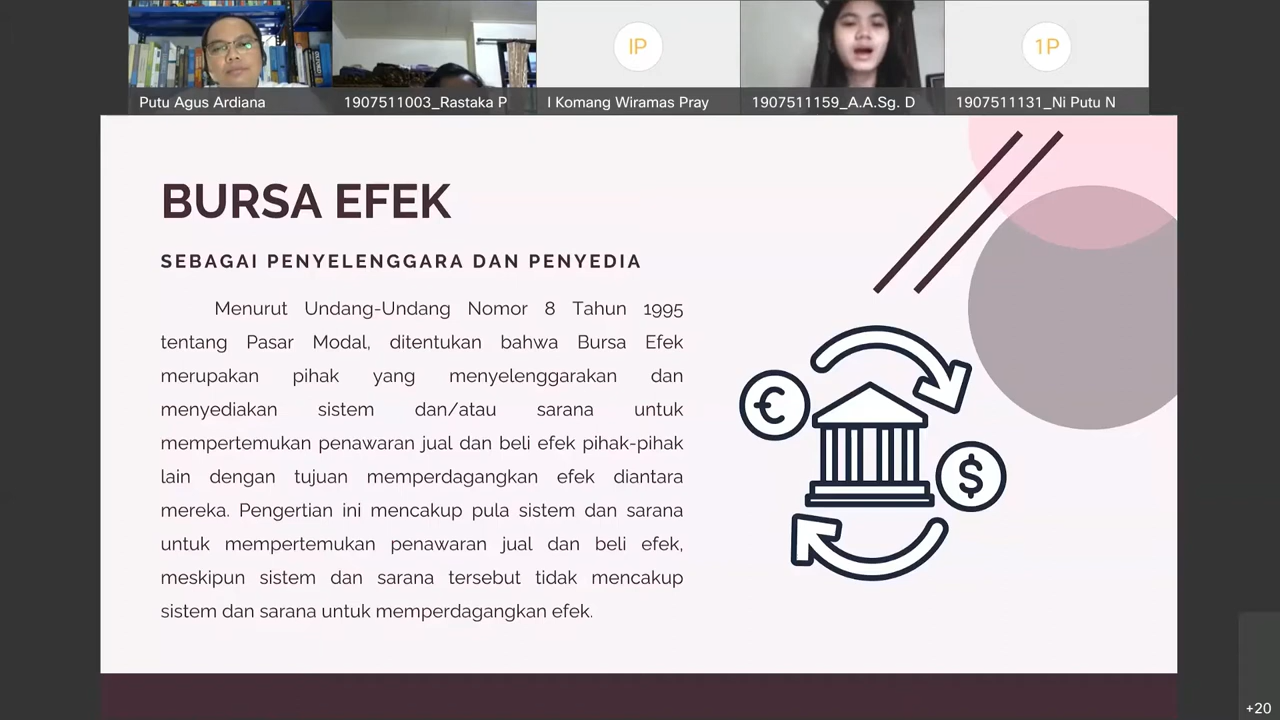 IP
1P
Putu Agus Ardiana
1907511003_Rastaka P
I Komang Wiramas Pray
1907511159_A.A.Sg. D
1907511131_Ni Putu N
BURSA EFEK
SEBAGAI PENYELENGGARA DAN PENYEDIA
Menurut Undang-Undang Nomor 8 Tahun 1995
tentang Pasar Modal, ditentukan bahwa Bursa Efek
merupakan pihak yang menyelenggarakan dan
menyediakan sistem dan/atau sarana untuk
mempertemukan penawaran jual dan beli efek pihak-pihak
lain dengan tujuan memperdagangkan efek diantara
mereka. Pengertian ini mencakup pula sistem dan sarana
untuk mempertemukan penawaran jual dan beli efek,
meskipun sistem dan sarana tersebut tidak mencakup
sistem dan sarana untuk memperdagangkan efek.
€
$
+20